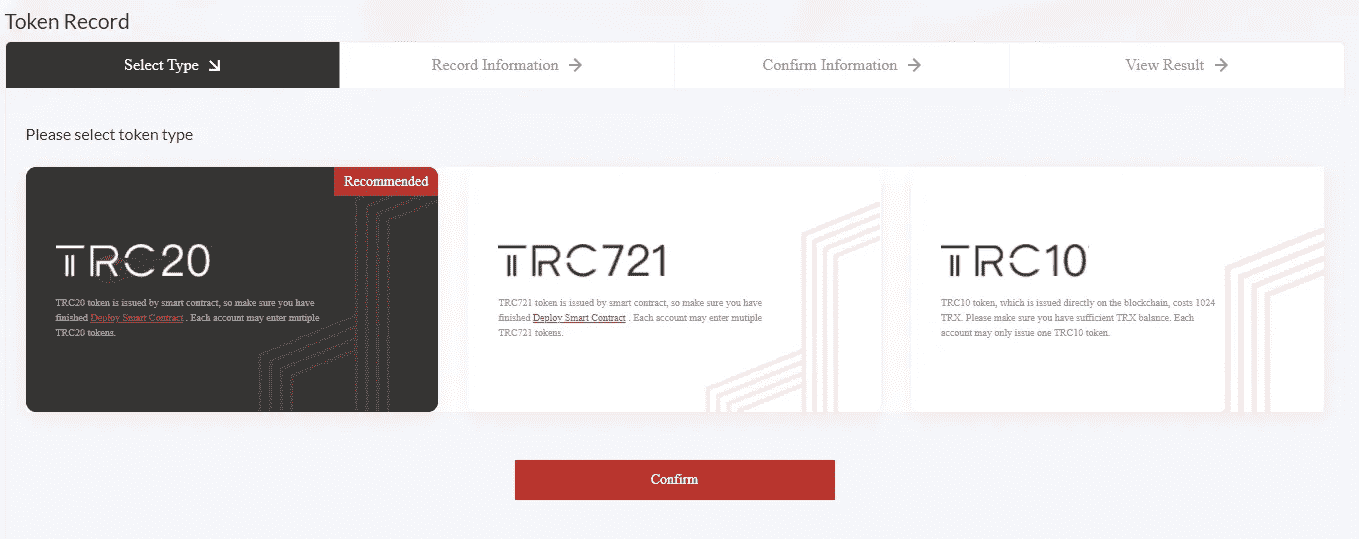 Token Record
Select Type
Record Information
Confirm Information
View Result
Please select token type
Recommended
TRC20
TRC20 token is issued by smart contract, so make sure you have
finished Deploy Smart Contract . Each account may enter mutiple
TRC20 tokens.
TRC721
TRC721 token is issued by smart contract, so make sure you have
finished Deploy Smart Contract . Each account may enter mutiple
TRC721 tokens.
TRC10
TRC10 token, which is issued directly on the blockchain, costs 1024
TRX. Please make sure you have sufficient TRX balance. Each
account may only issue one TRC10 token.
Confirm